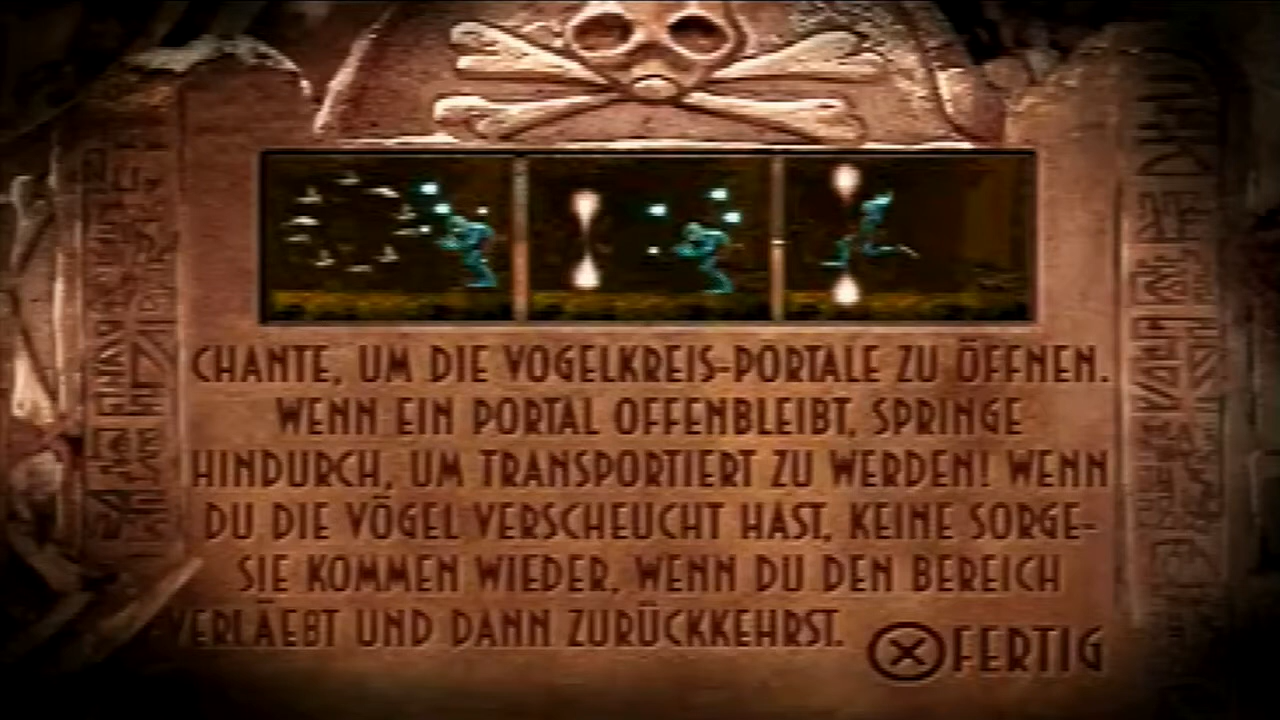 CHANTE, UM DIE VOGELKREIS-PORTALE ZU ÖFFNEN.
WENN EIN PORTAL OFFENBLEIBT, SPRINGE
HINDURCH, UM TRANSPORTIERT ZU WERDEN! WENN
DU DIE VÖGEL VERSCHEUCHT HAST, KEINE SORGE-
SIE KOMMEN WIEDER, WENN DU DEN BEREICH
VERLÄEBT UND DANN ZURÜCKKEHRST.
FERTIG